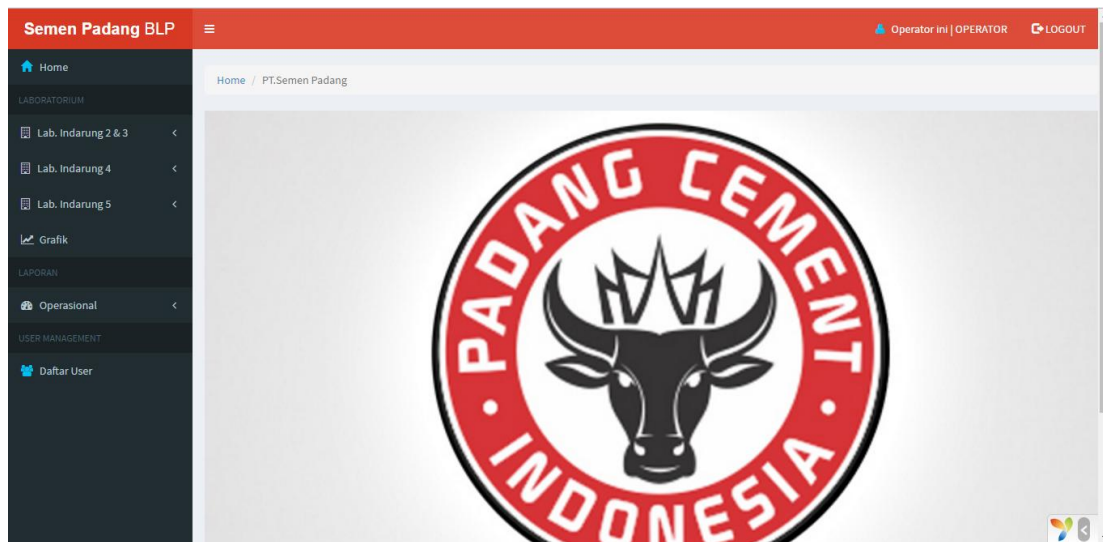 Semen Padang BLP
Operator ini | OPERATOR
LOGOUT
Home
LABORATORIUM
Lab. Indarung 2 & 3
Lab. Indarung 4
Lab. Indarung 5
Grafik
LAPORAN
Operasional
USER MANAGEMENT
Daftar User
Home / PT.Semen Padang
PADANG CEMENT
INDONESIA